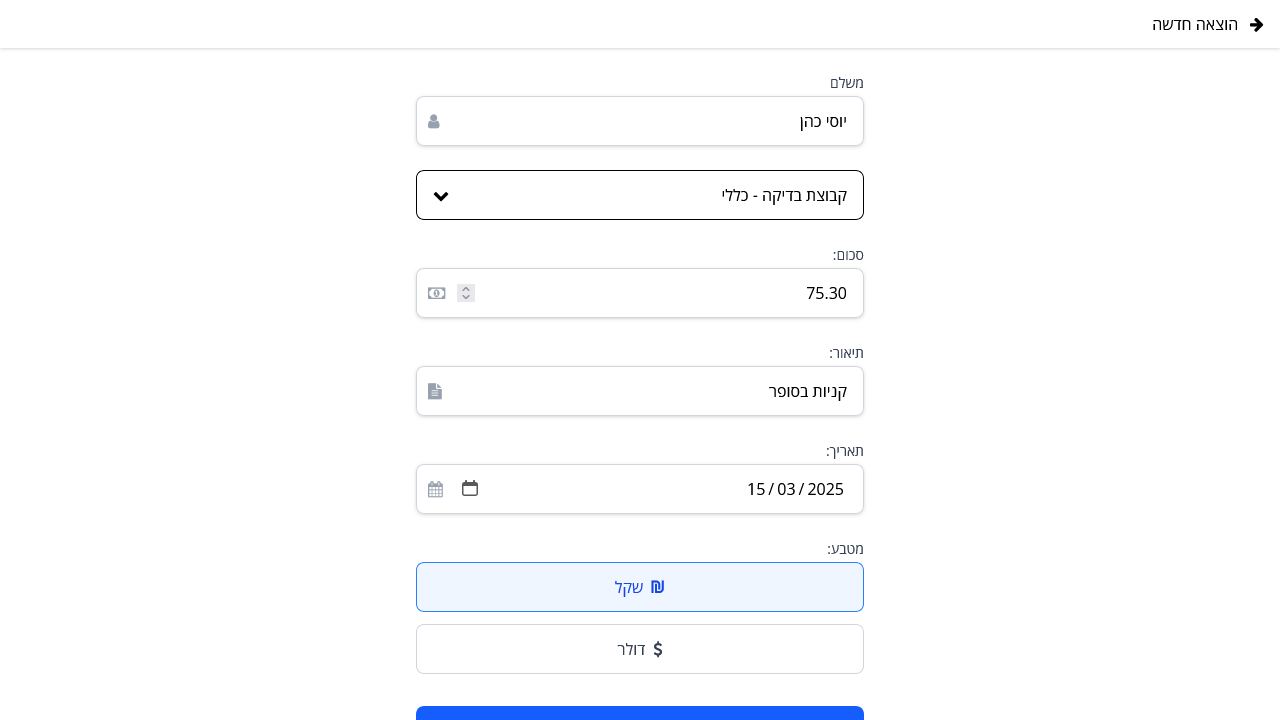 הוצאה חדשה
משלם
יוסי כהן
קבוצת בדיקה - כללי
סכום:
75.30
תיאור:
קניות בסופר
תאריך:
15/03/2025
מטבע:
₪ שקל
$ דולר